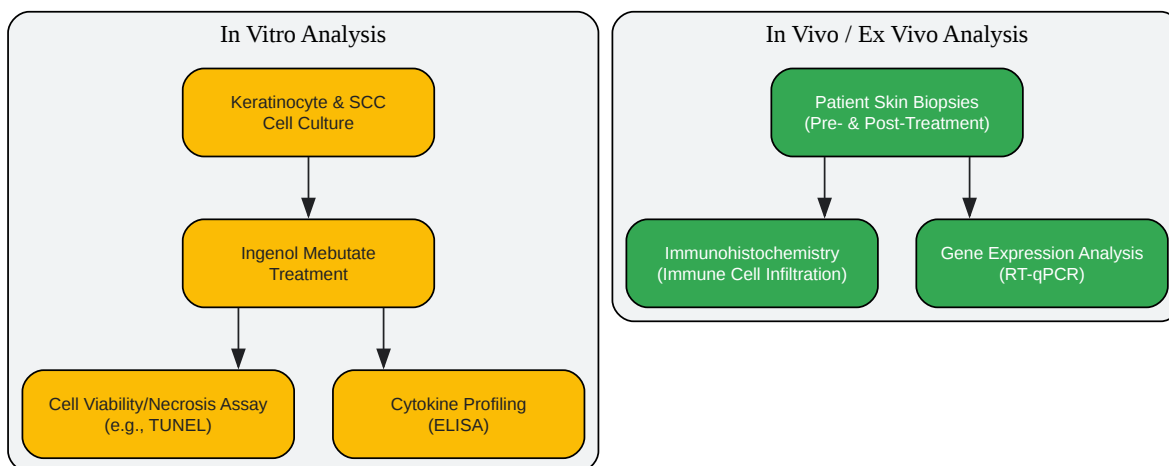 In Vitro Analysis
Keratinocyte & SCC
Cell Culture
Ingenol Mebutate
Treatment
Cell Viability/Necrosis Assay
(e.g., TUNEL)
Cytokine Profiling
(ELISA)
In Vivo / Ex Vivo Analysis
Patient Skin Biopsies
(Pre- & Post-Treatment)
Immunohistochemistry
(Immune Cell Infiltration)
Gene Expression Analysis
(RT-qPCR)